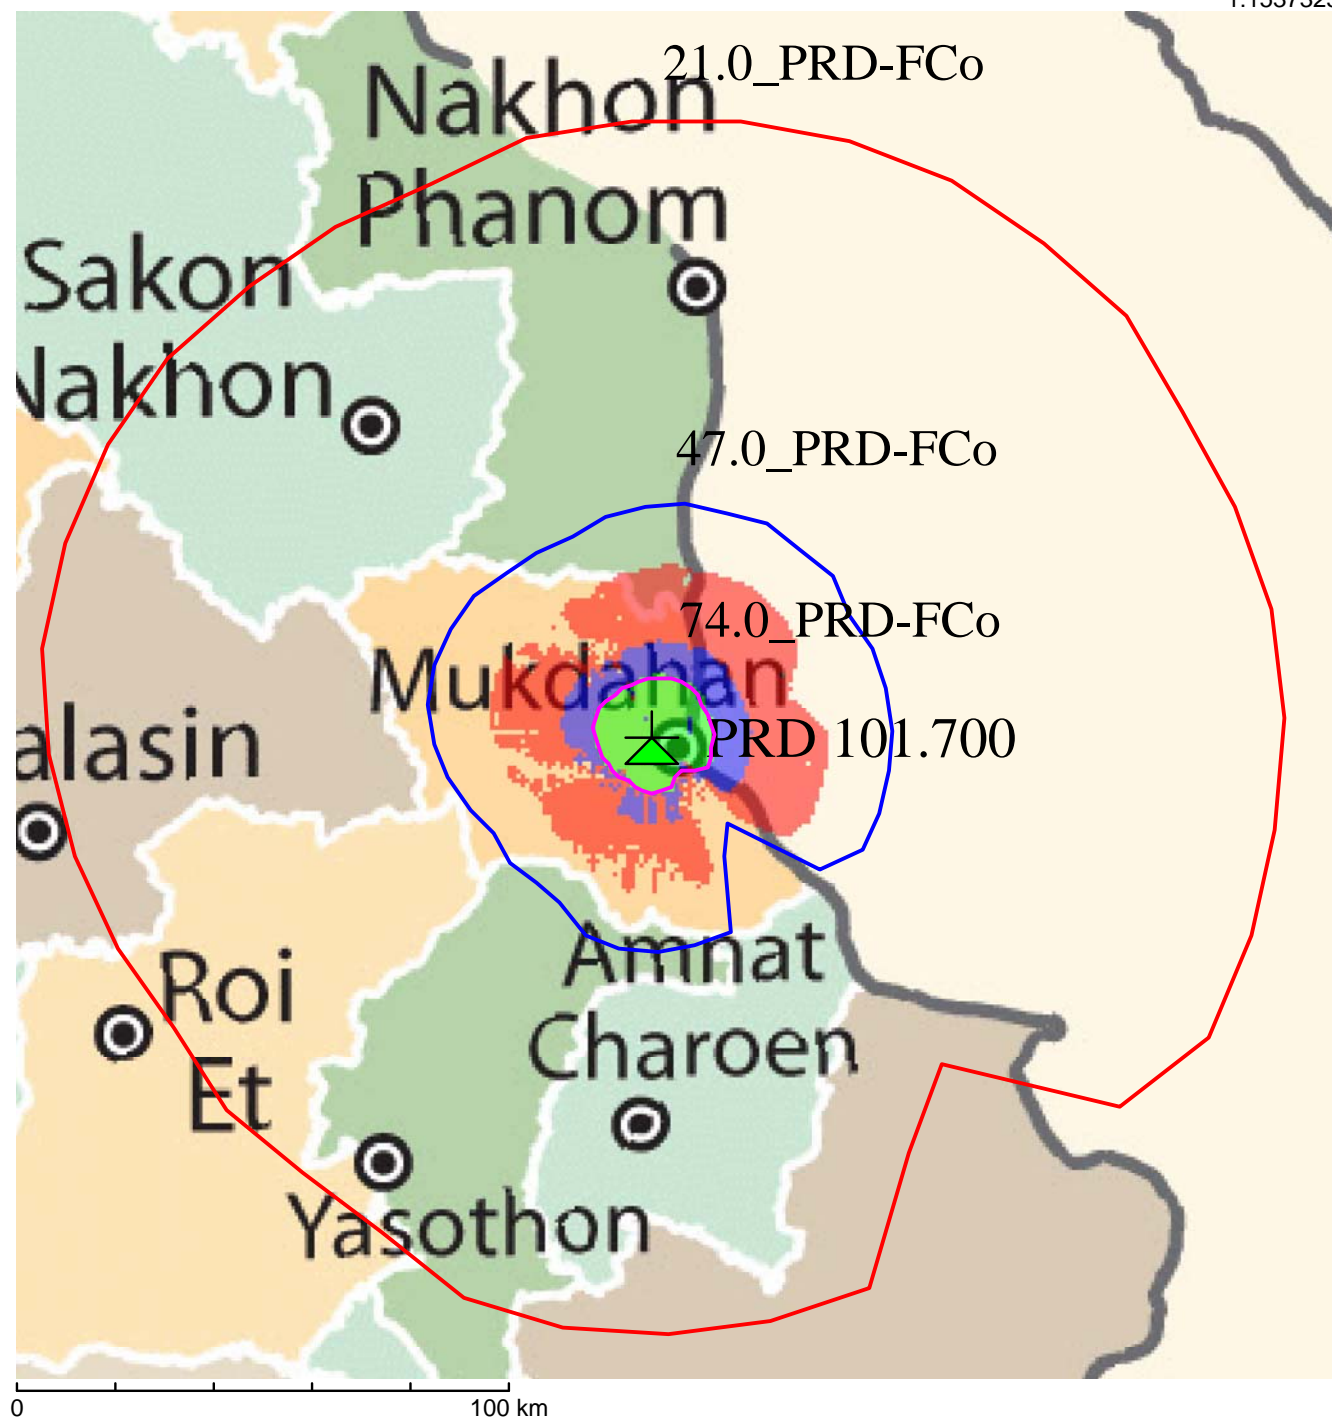 21.0_PRD-FCo
Nakhon
Phanom
Sakon
Nakhon
47.0_PRD-FCo
74.0_PRD-FCo
Mukdahan
PRD 101.700
alasin
Roi
Et
Amnat
Charoen
Yasothon
0
100 km